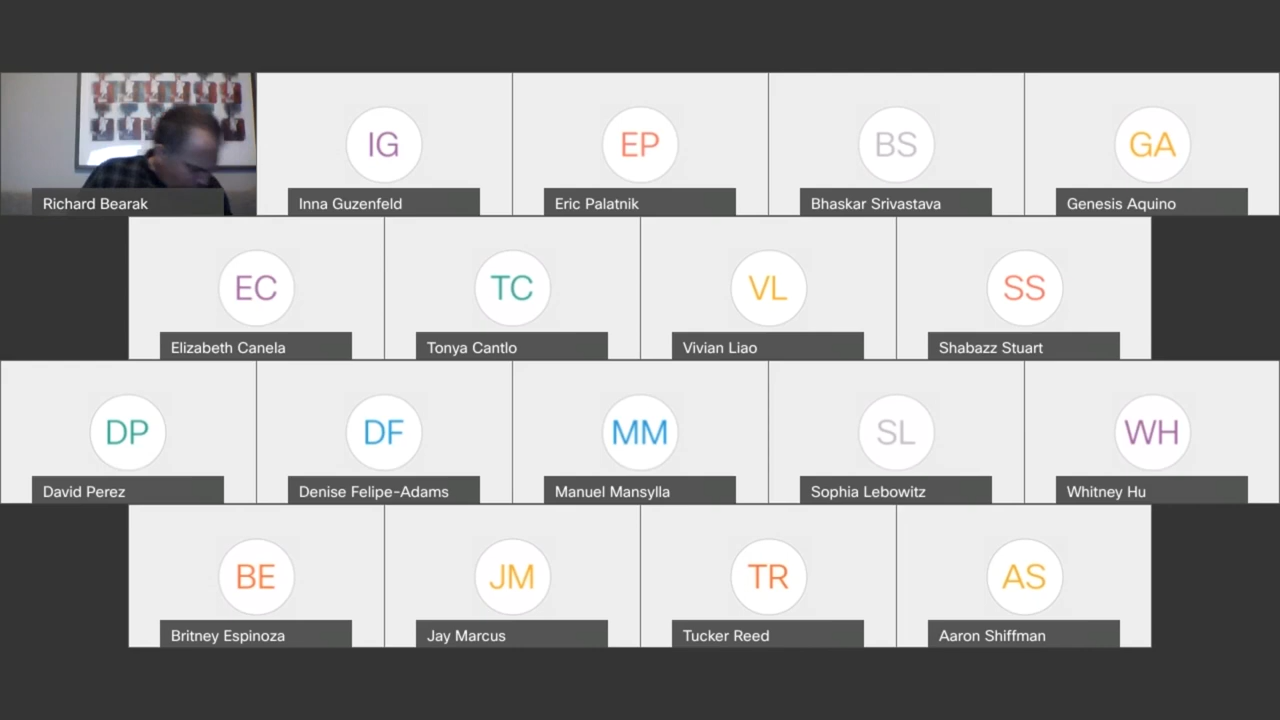 IG
EP
BS
GA
Richard Bearak
Inna Guzenfeld
Eric Palatnik
Bhaskar Srivastava
Genesis Aquino
EC
TC
VL
SS
Elizabeth Canela
Tonya Cantlo
Vivian Liao
Shabazz Stuart
DP
DF
MM
SL
WH
David Perez
Denise Felipe-Adams
Manuel Mansylla
Sophia Lebowitz
Whitney Hu
BE
JM
TR
AS
Britney Espinoza
Jay Marcus
Tucker Reed
Aaron Shiffman